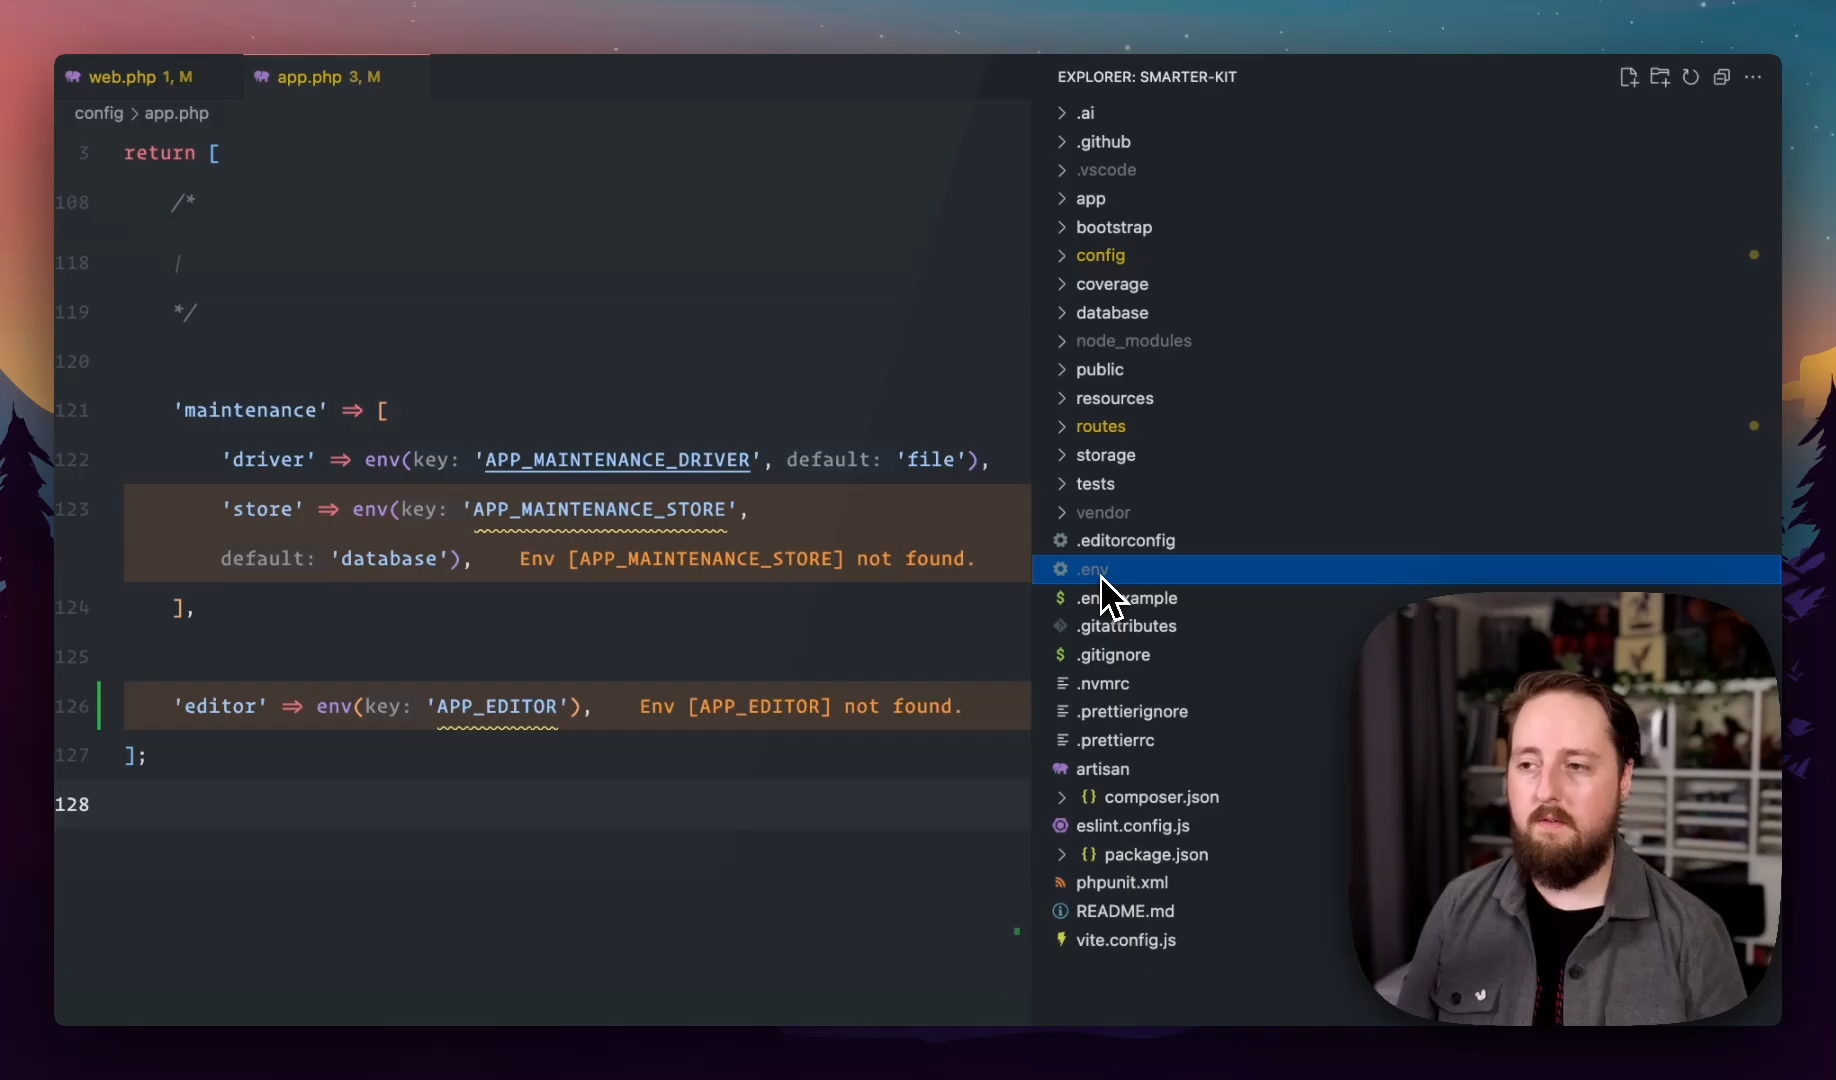 web.php 1, M
app.php 3, M
config > app.php
3 return [
108 /*
118 |
119 */
120
121 'maintenance' => [
122 'driver' => env(key: 'APP_MAINTENANCE_DRIVER', default: 'file'),
123 'store' => env(key: 'APP_MAINTENANCE_STORE',
default: 'database'), Env [APP_MAINTENANCE_STORE] not found.
124 ],
125
126 'editor' => env(key: 'APP_EDITOR'), Env [APP_EDITOR] not found.
127 ];
128
EXPLORER: SMARTER-KIT
.ai
.github
.vscode
app
bootstrap
config
coverage
database
node_modules
public
resources
routes
storage
tests
vendor
.editorconfig
.env
.gitattributes
.gitignore
.nvmrc
.prettierignore
.prettierrc
artisan
{} composer.json
eslint.config.js
{} package.json
phpunit.xml
README.md
vite.config.js